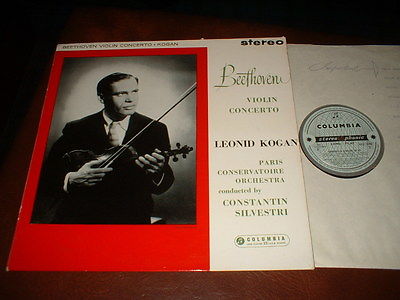 BEETHOVEN VIOLIN CONCERTO • KOGAN
stereo
Beethoven
VIOLIN
CONCERTO
LEONID KOGAN
PARIS
CONSERVATOIRE
ORCHESTRA
conducted by
CONSTANTIN
SILVESTRI
COLUMBIA
COLUMBIA
stereophonic